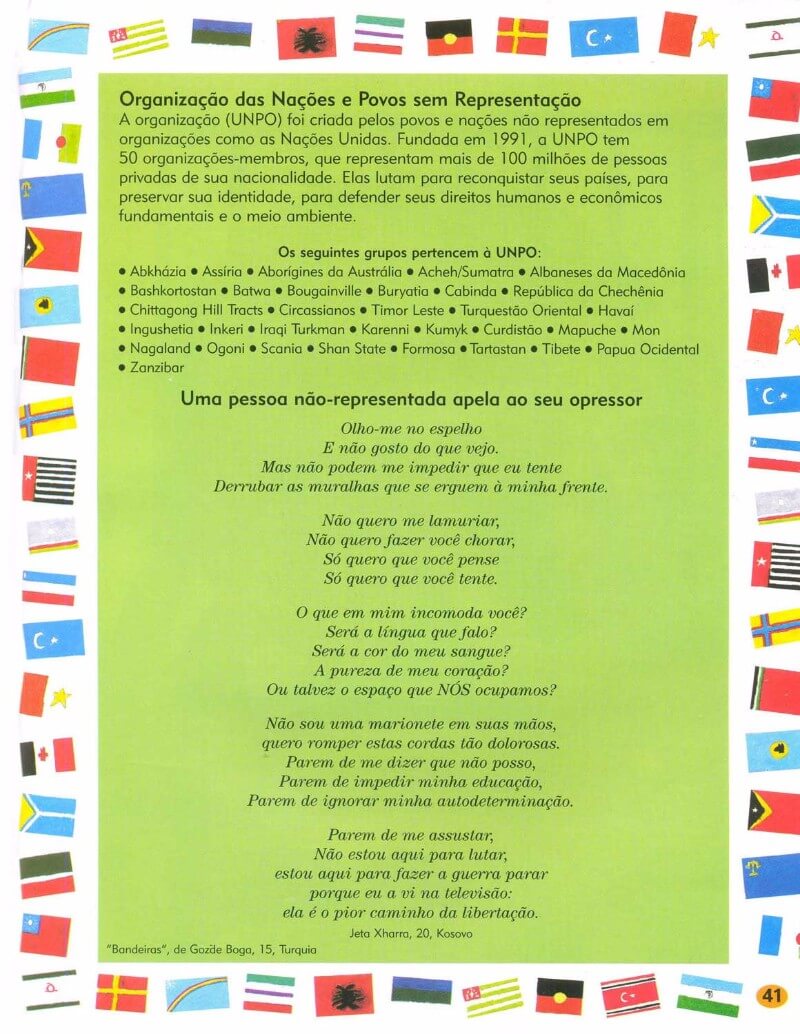 Organização das Nações e Povos sem Representação
A organização (UNPO) foi criada pelos povos e nações não representados em
organizações como as Nações Unidas. Fundada em 1991, a UNPO tem
50 organizações-membros, que representam mais de 100 milhões de pessoas
privadas de sua nacionalidade. Elas lutam para reconquistar seus países, para
preservar sua identidade, para defender seus direitos humanos e econômicos
fundamentais e o meio ambiente.
Os seguintes grupos pertencem à UNPO:
● Abkházia ● Assíria ● Aborígines da Austrália ● Acheh/Sumatra ● Albaneses da Macedônia
● Bashkortostan ● Batwa ● Bougainville ● Buryatia ● Cabinda ● República da Chechênia
● Chittagong Hill Tracts ● Circassianos ● Timor Leste ● Turquestão Oriental ● Havaí
● Ingushetia ● Inkeri ● Iraqi Turkman ● Karenni ● Kumyk ● Curdistão ● Mapuche ● Mon
● Nagaland ● Ogoni ● Scania ● Shan State ● Formosa ● Tartastan ● Tibete ● Papua Ocidental
● Zanzibar
Uma pessoa não-representada apela ao seu opressor
Olho-me no espelho
E não gosto do que vejo.
Mas não podem me impedir que eu tente
Derrubar as muralhas que se erguem à minha frente.
Não quero me lamuriar,
Não quero fazer você chorar,
Só quero que você pense
Só quero que você tente.
O que em mim incomoda você?
Será a língua que falo?
Será a cor do meu sangue?
A pureza de meu coração?
Ou talvez o espaço que NÓS ocupamos?
Não sou uma marionete em suas mãos,
quero romper estas cordas tão dolorosas.
Parem de me dizer que não posso,
Parem de impedir minha educação,
Parem de ignorar minha autodeterminação.
Parem de me assustar,
Não estou aqui para lutar,
estou aqui para fazer a guerra parar
porque eu a vi na televisão:
ela é o pior caminho da libertação.
Jeta Xharra, 20, Kosovo
"Bandeiras", de Gozde Boga, 15, Turquia
41